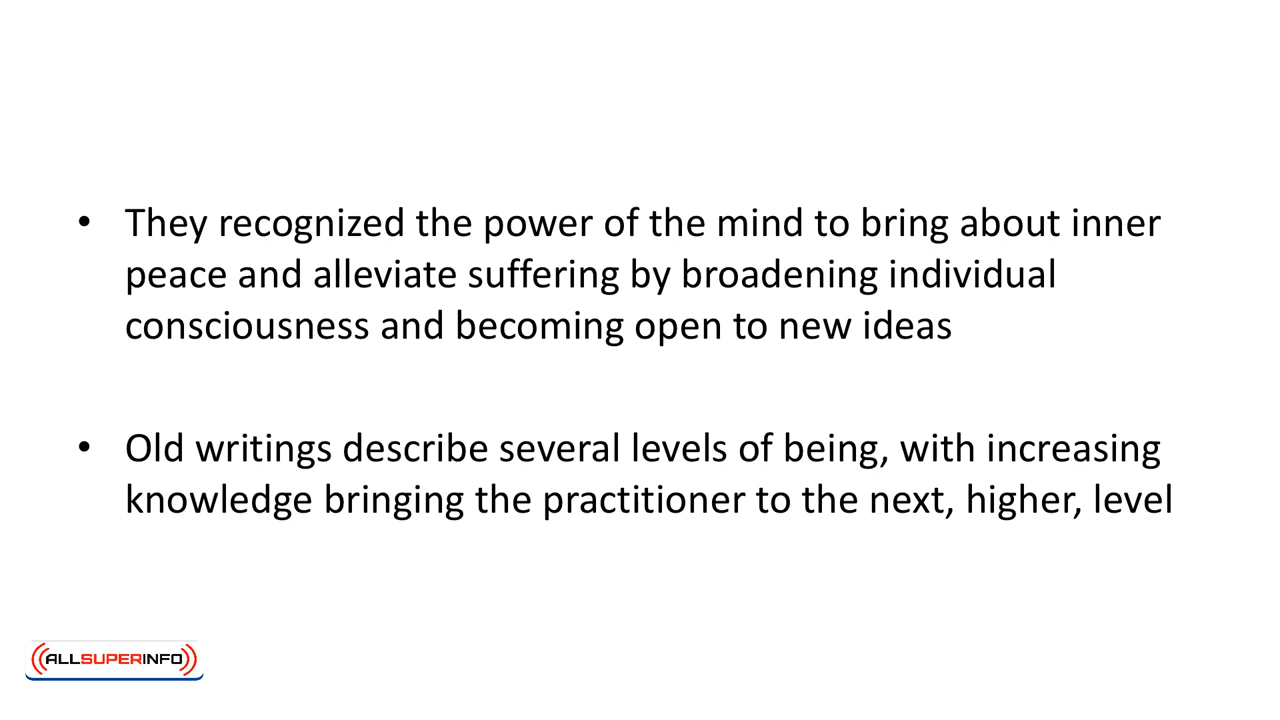 • They recognized the power of the mind to bring about inner
peace and alleviate suffering by broadening individual
consciousness and becoming open to new ideas
• Old writings describe several levels of being, with increasing
knowledge bringing the practitioner to the next, higher, level
ALLSUPERINFO